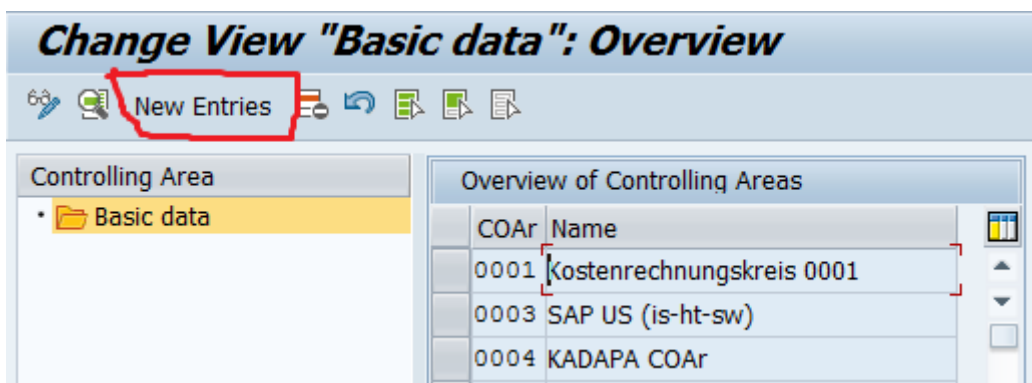 Change View "Basic data": Overview
New Entries
Controlling Area
Basic data
Overview of Controlling Areas
COAr Name
0001 Kostenrechnungskreis 0001
0003 SAP US (is-ht-sw)
0004 KADAPA COAr